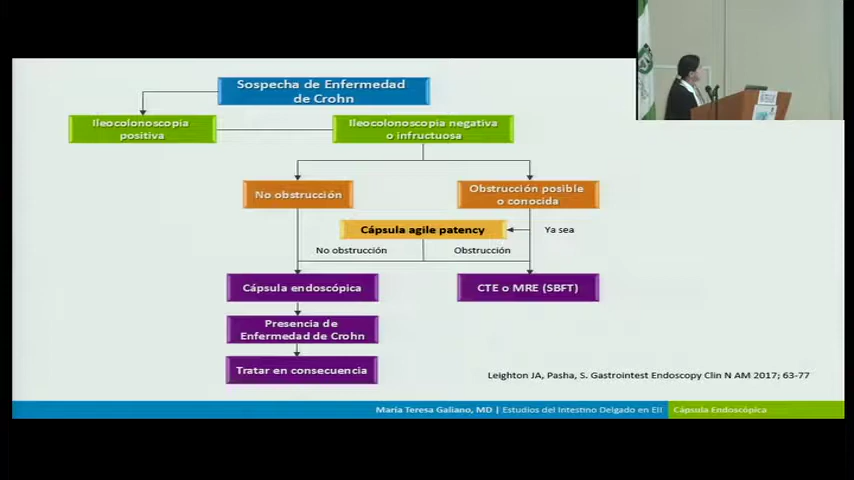 Sospecha de Enfermedad
de Crohn
Ileocolonoscopia
positiva
Ileocolonoscopia negativa
o infructuosa
No obstrucción
Obstrucción posible
o conocida
Cápsula agile patency
Ya sea
No obstrucción
Obstrucción
Cápsula endoscópica
CTE o MRE (SBFT)
Presencia de
Enfermedad de Crohn
Tratar en consecuencia
Leighton JA, Pasha, S. Gastrointest Endoscopy Clin N AM 2017; 63-77
María Teresa Galiano, MD | Estudios del Intestino Delgado en EII
Cápsula Endoscópica